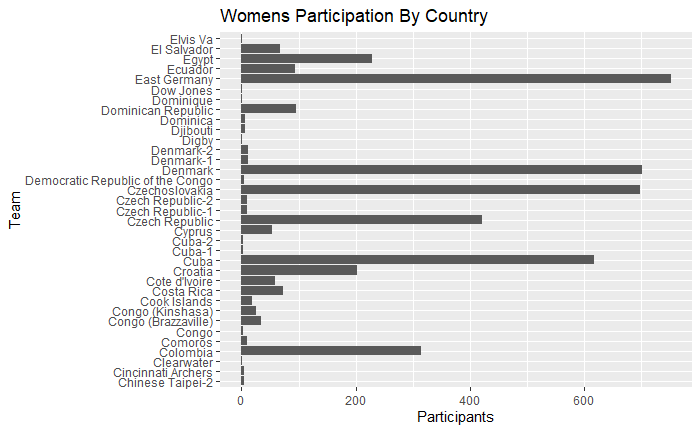 Womens Participation By Country
Elvis Va
El Salvador
Egypt
Ecuador
East Germany
Dow Jones
Dominique
Dominican Republic
Dominica
Djibouti
Digby
Denmark-2
Denmark-1
Denmark
Democratic Republic of the Congo
Czechoslovakia
Czech Republic-2
Czech Republic-1
Czech Republic
Cyprus
Cuba-2
Cuba-1
Cuba
Croatia
Cote d'Ivoire
Costa Rica
Cook Islands
Congo (Kinshasa)
Congo (Brazzaville)
Congo
Comoros
Colombia
Clearwater
Cincinnati Archers
Chinese Taipei-2
Team
0 200 400 600
Participants